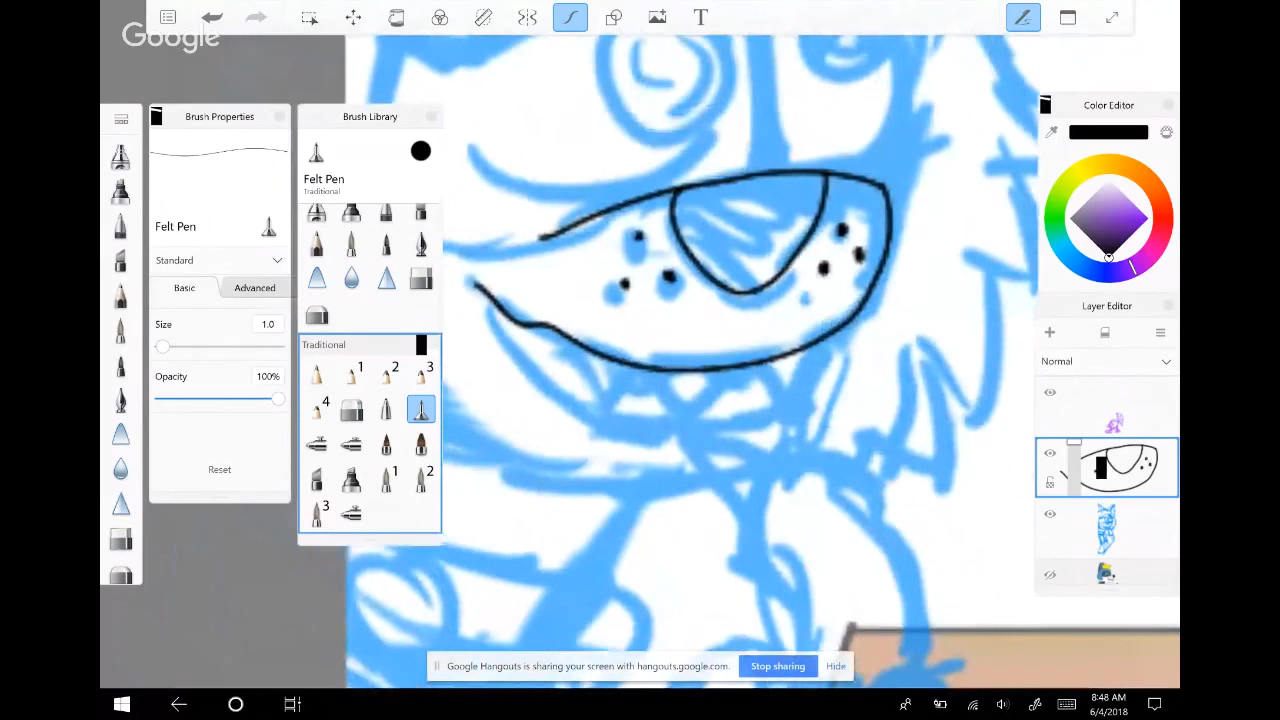 Google
T
Brush Properties
Brush Library
Color Editor
Felt Pen
Traditional
Felt Pen
Standard
Basic
Advanced
Size
1.0
Opacity
100%
Reset
Traditional
1
2
3
4
1
2
3
Layer Editor
Normal
Google Hangouts is sharing your screen with hangouts.google.com.
Stop sharing
Hide
8:48 AM
6/4/2018